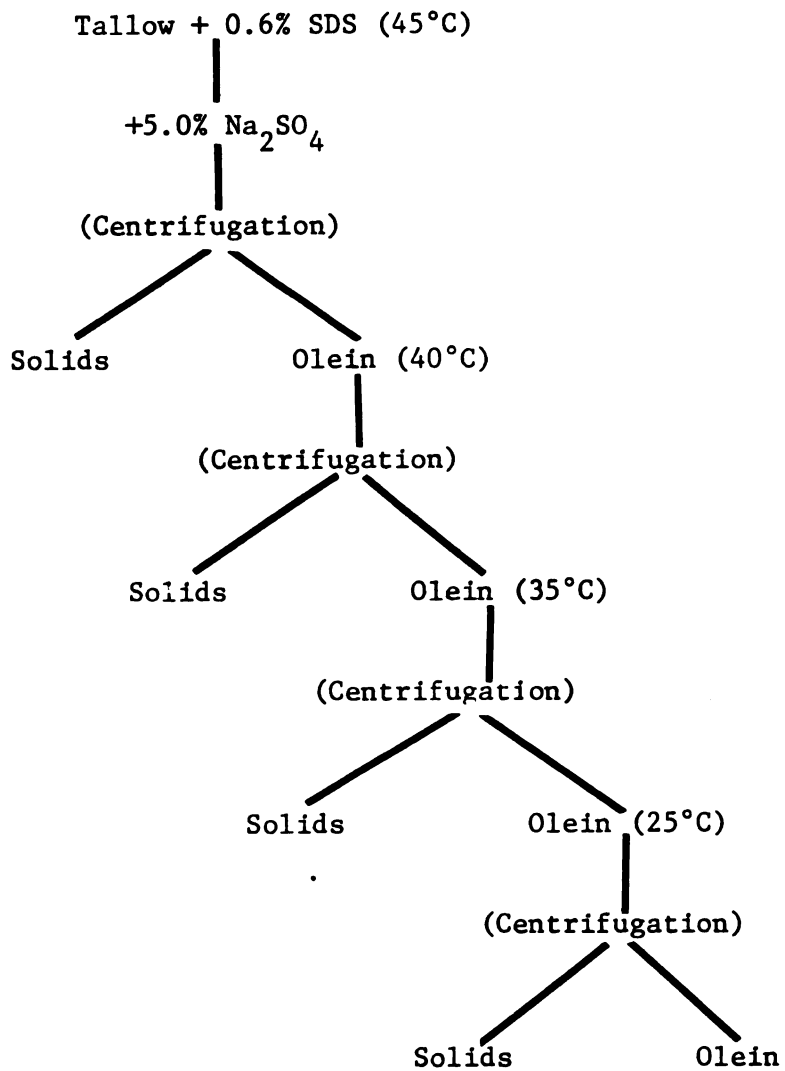 Tallow + 0.6% SDS (45°C)
+5.0% Na2SO4
(Centrifugation)
Solids Olein (40°C)
(Centrifugation)
Solids Olein (35°C)
(Centrifugation)
Solids Olein (25°C)
(Centrifugation)
Solids Olein